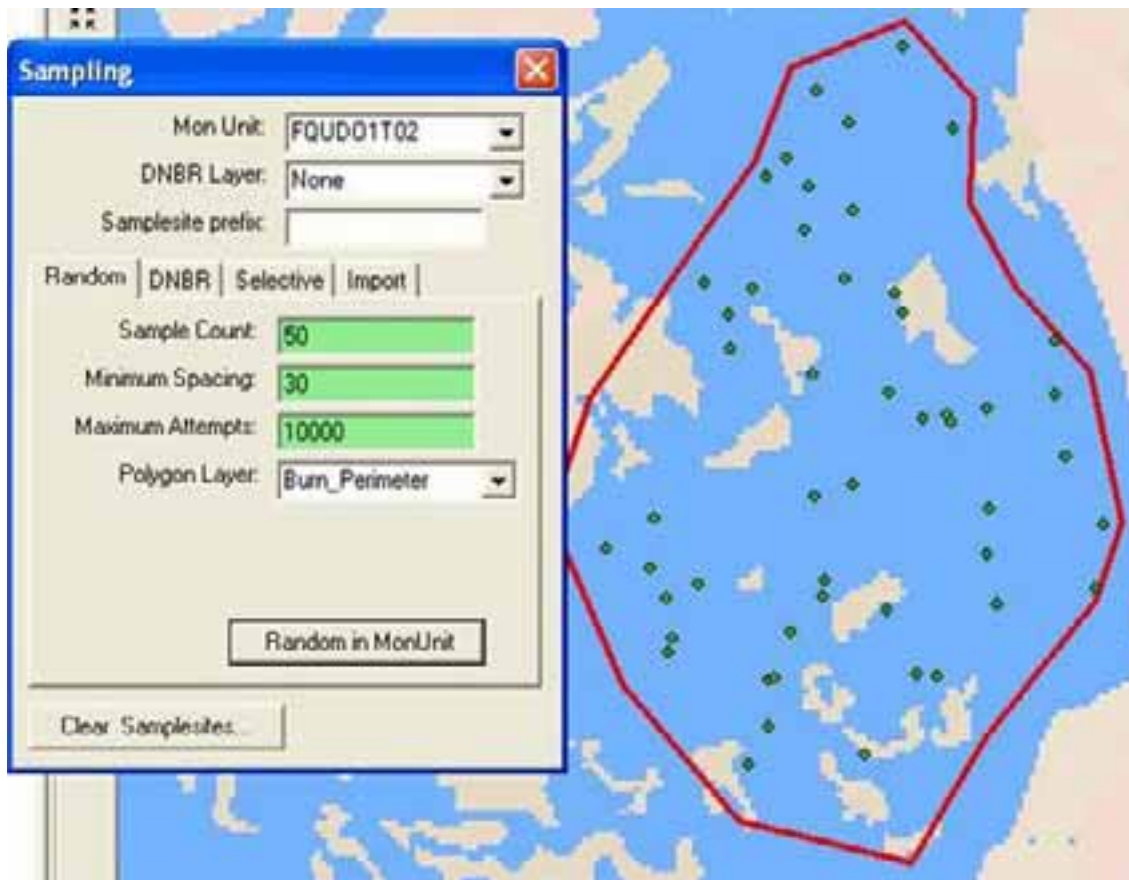 Sampling
Mon Unit: FQUDO1T02
DNBR Layer: None
Samplesite prefix:
Random DNBR Selective Import
Sample Count: 50
Minimum Spacing: 30
Maximum Attempts: 10000
Polygon Layer: Burn_Perimeter
Random in MonUnit
Clear Samplesites...